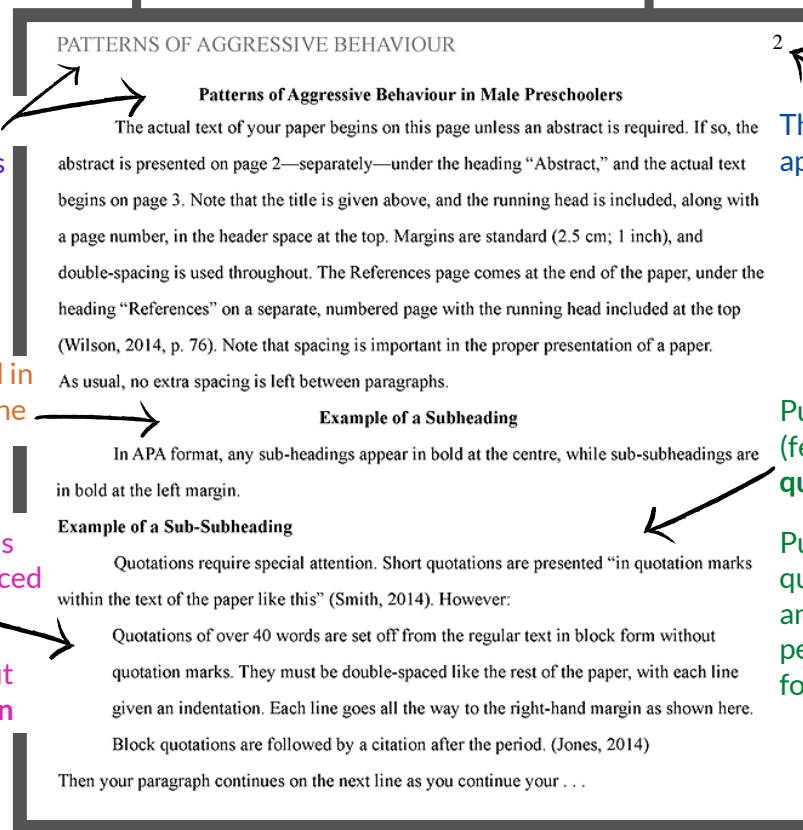 PATTERNS OF AGGRESSIVE BEHAVIOUR 2
Patterns of Aggressive Behaviour in Male Preschoolers
The actual text of your paper begins on this page unless an abstract is required. If so, the
abstract is presented on page 2—separately—under the heading “Abstract,” and the actual text
begins on page 3. Note that the title is given above, and the running head is included, along with
a page number, in the header space at the top. Margins are standard (2.5 cm; 1 inch), and
double-spacing is used throughout. The References page comes at the end of the paper, under the
heading “References” on a separate, numbered page with the running head included at the top
(Wilson, 2014, p. 76). Note that spacing is important in the proper presentation of a paper.
As usual, no extra spacing is left between paragraphs.
Example of a Subheading
In APA format, any sub-headings appear in bold at the centre, while sub-subheadings are
in bold at the left margin.
Example of a Sub-Subheading
Quotations require special attention. Short quotations are presented “in quotation marks
within the text of the paper like this” (Smith, 2014). However:
Quotations of over 40 words are set off from the regular text in block form without
quotation marks. They must be double-spaced like the rest of the paper, with each line
given an indentation. Each line goes all the way to the right-hand margin as shown here.
Block quotations are followed by a citation after the period. (Jones, 2014)
Then your paragraph continues on the next line as you continue your . . .
in